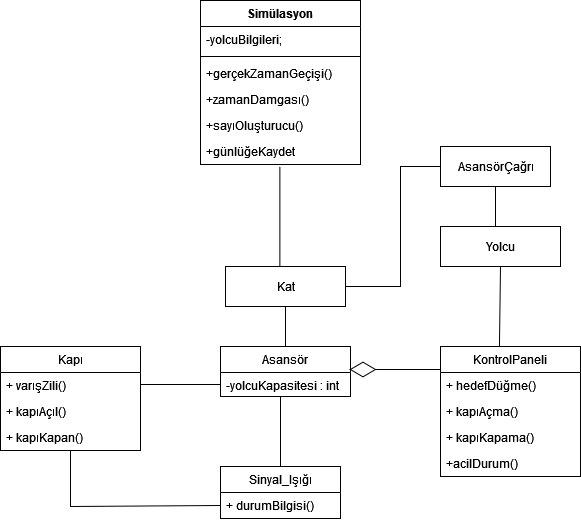 Simülasyon
-yolcuBilgileri;
+gerçekZamanGeçişi()
+zamanDamgası()
+sayıOluşturucu()
+günlüğeKaydet
AsansörÇağrı
Yolcu
Kat
Kapı
+ varışZili()
+ kapıAçıl()
+ kapıKapan()
Asansör
-yolcuKapasitesi : int
KontrolPaneli
+ hedefDüğme()
+ kapıAçma()
+ kapıKapama()
+acilDurum()
Sinyal_Işığı
+ durumBilgisi()